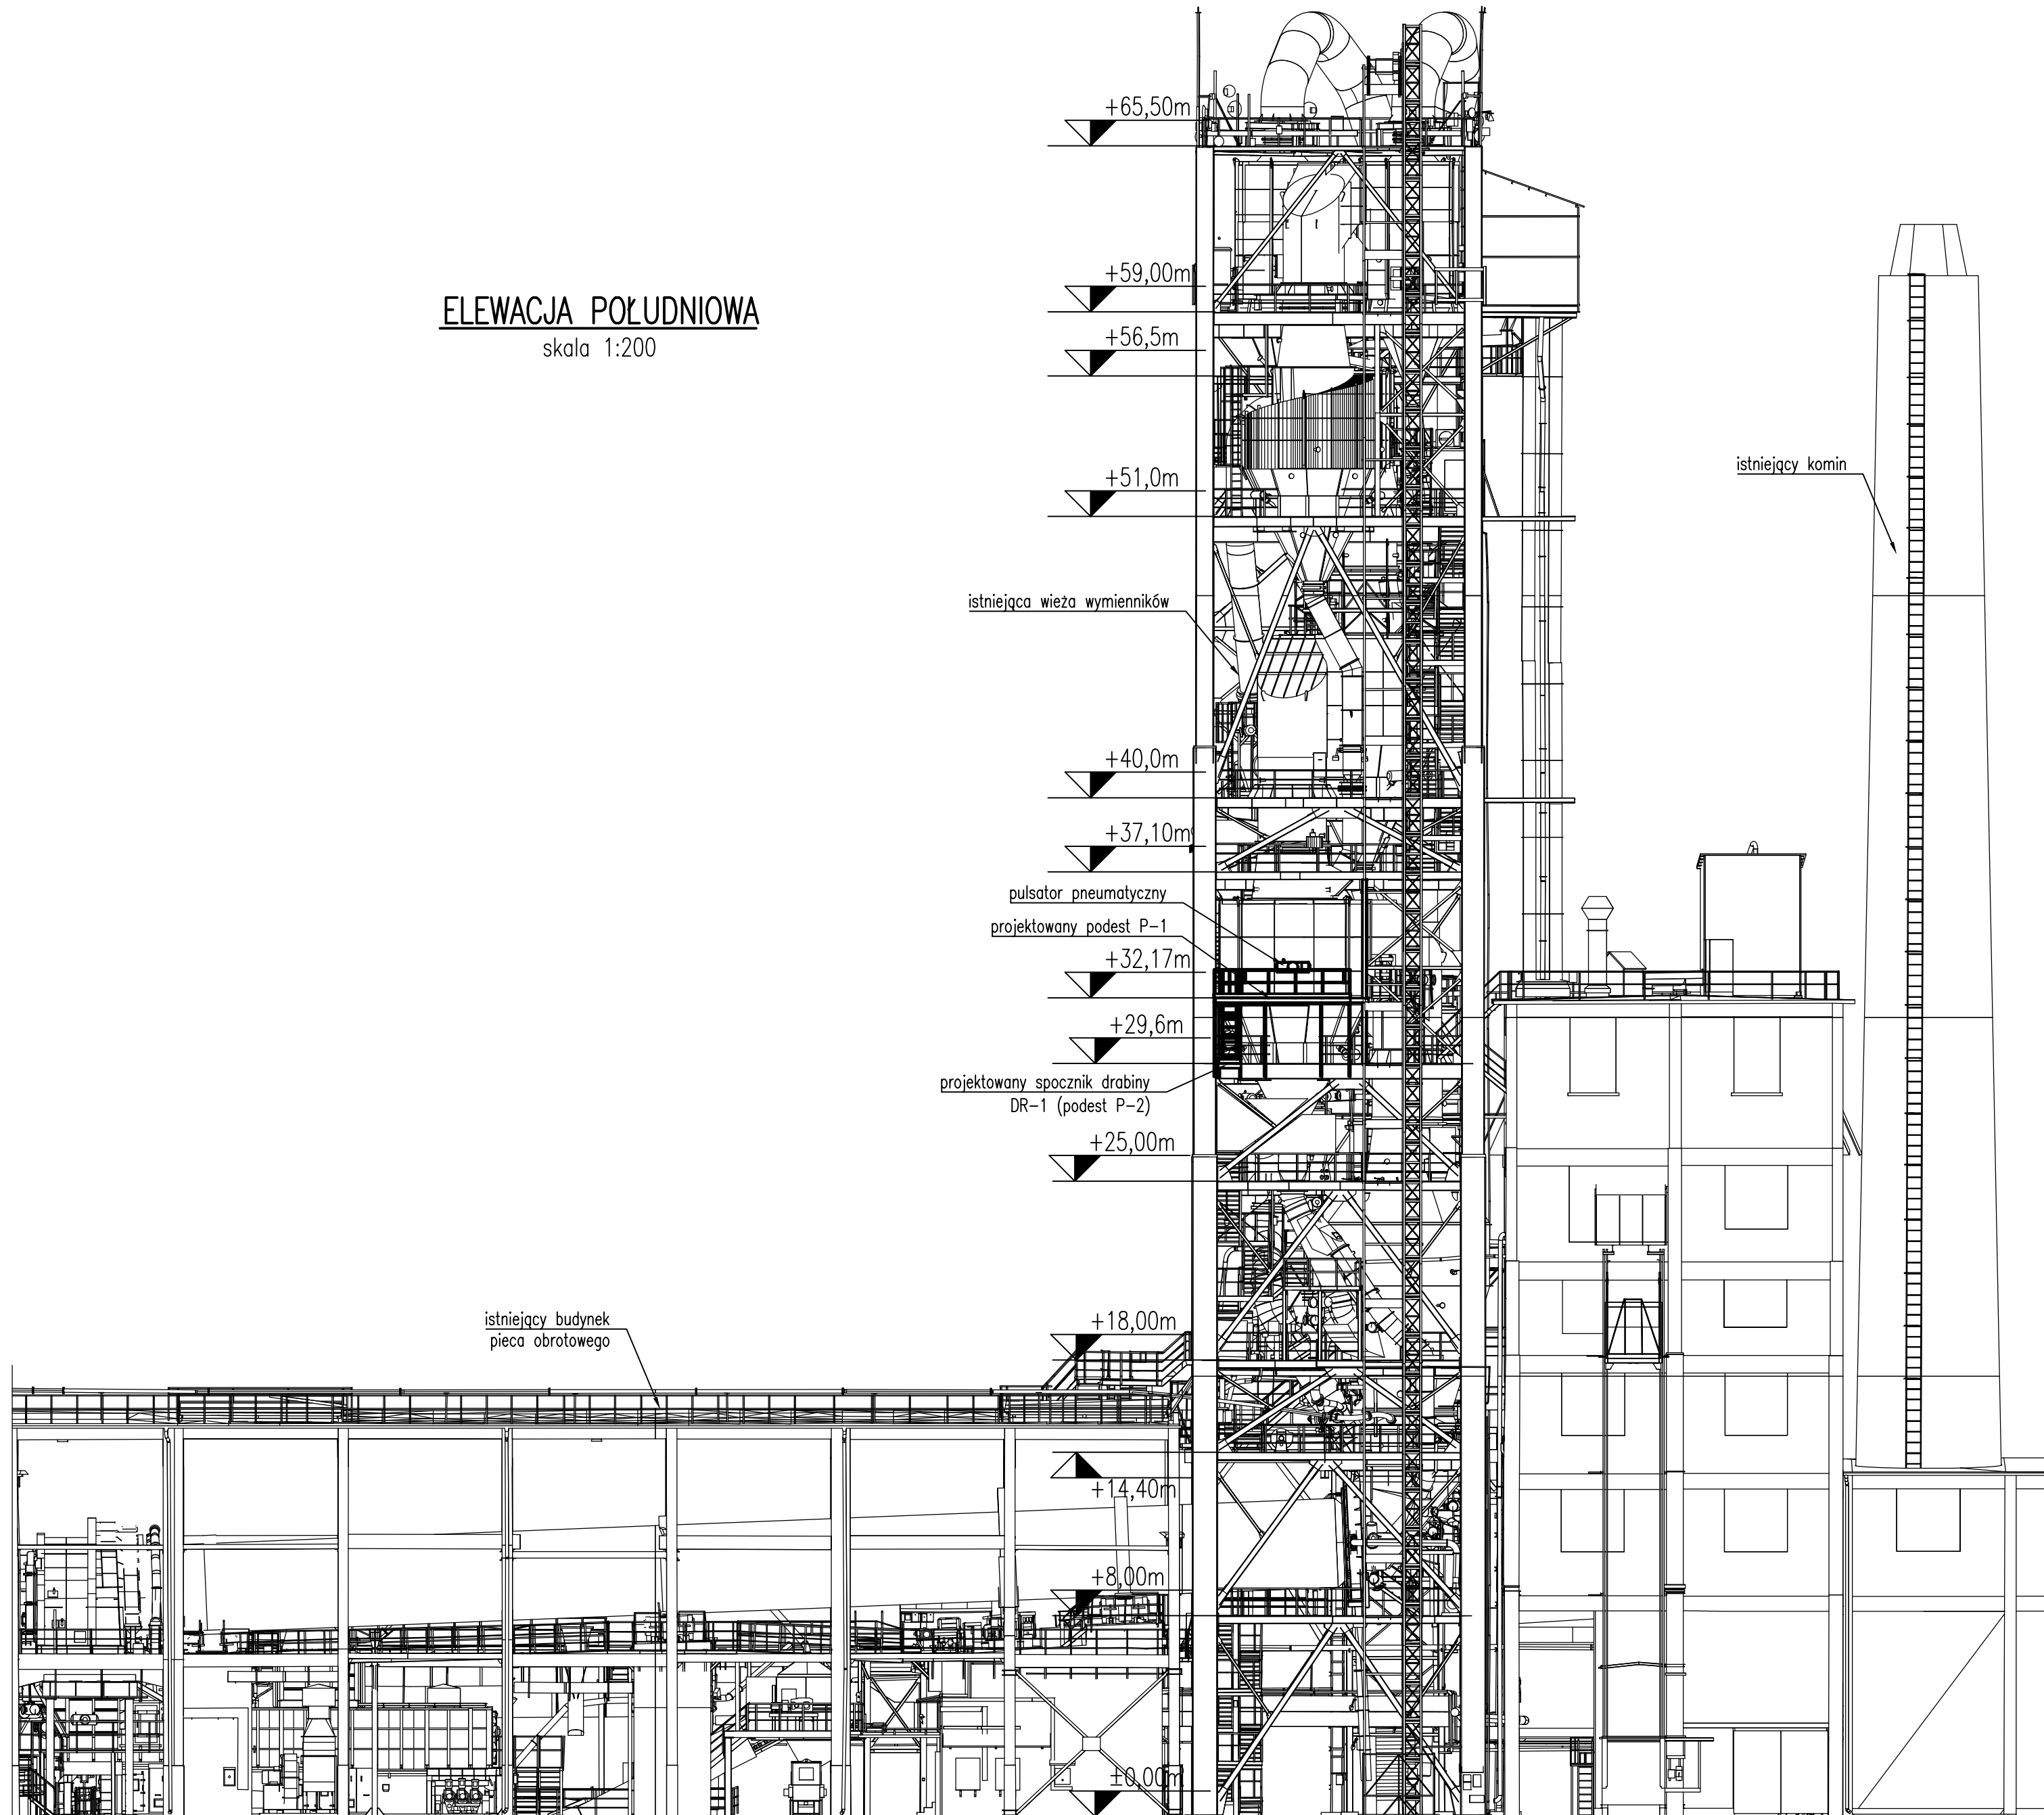 +65,50m
+59,00m
ELEWACJA POŁUDNIOWA
skala 1:200
+56,5m
istniejący komin
+51,0m
istniejąca wieża wymienników
+40,0m
+37,10m
pulsator pneumatyczny
projektowany podest P-1
+32,17m
+29,6m
projektowany spocznik drabiny
DR-1 (podest P-2)
+25,00m
istniejący budynek
pieca obrotowego
+18,00m
+14,40m
+8,00m
±0,00m